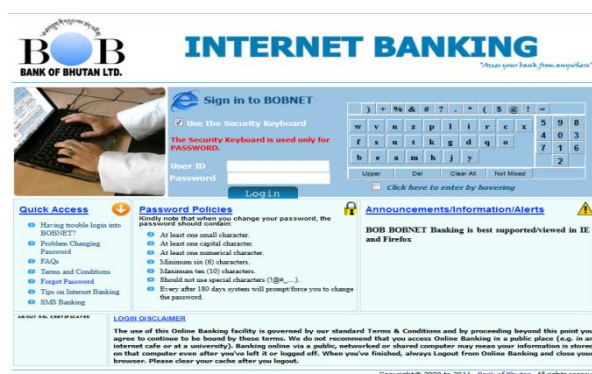 BOB
BANK OF BHUTAN LTD.
INTERNET BANKING
"Access your bank from anywhere"
Sign in to BOBNET
Use the Security Keyboard
The Security Keyboard is used only for
PASSWORD.
User ID
Password
Login
) + % & # ? . * ( $ @ ! =
w v n z p l i r c x 5 9 8
f s u t k g d q o 4 0 3
b e a m h j y 7 1 6
2
Upper Del Clear All Not Mixed
Click here to enter by hovering
Quick Access
Having trouble login into
BOBNET?
Problem Changing
Password
FAQs
Terms and Conditions
Forgot Password
Tips on Internet Banking
SMS Banking
Password Policies
Kindly note that when you change your password, the
password should contain:
At least one small character.
At least one capital character.
At least one numerical character.
Minimum six (6) characters.
Maximum ten (10) characters.
Should not use special characters (!@#_....).
Every after 180 days system will prompt/force you to change
the password.
Announcements/Information/Alerts
BOB BOBNET Banking is best supported/viewed in IE
and Firefox
ABOUT SSL CERTIFICATES
LOGIN DISCLAIMER
The use of this Online Banking facility is governed by our standard Terms & Conditions and by proceeding beyond this point you
agree to continue to be bound by these terms. We do not recommend that you access Online Banking in a public place (e.g. in an
internet cafe or at a university). Banking online via a public, networked or shared computer may mean your information is stored
on that computer even after you've left it or logged off. When you've finished, always Logout from Online Banking and close your
browser. Please clear your cache after you logout.